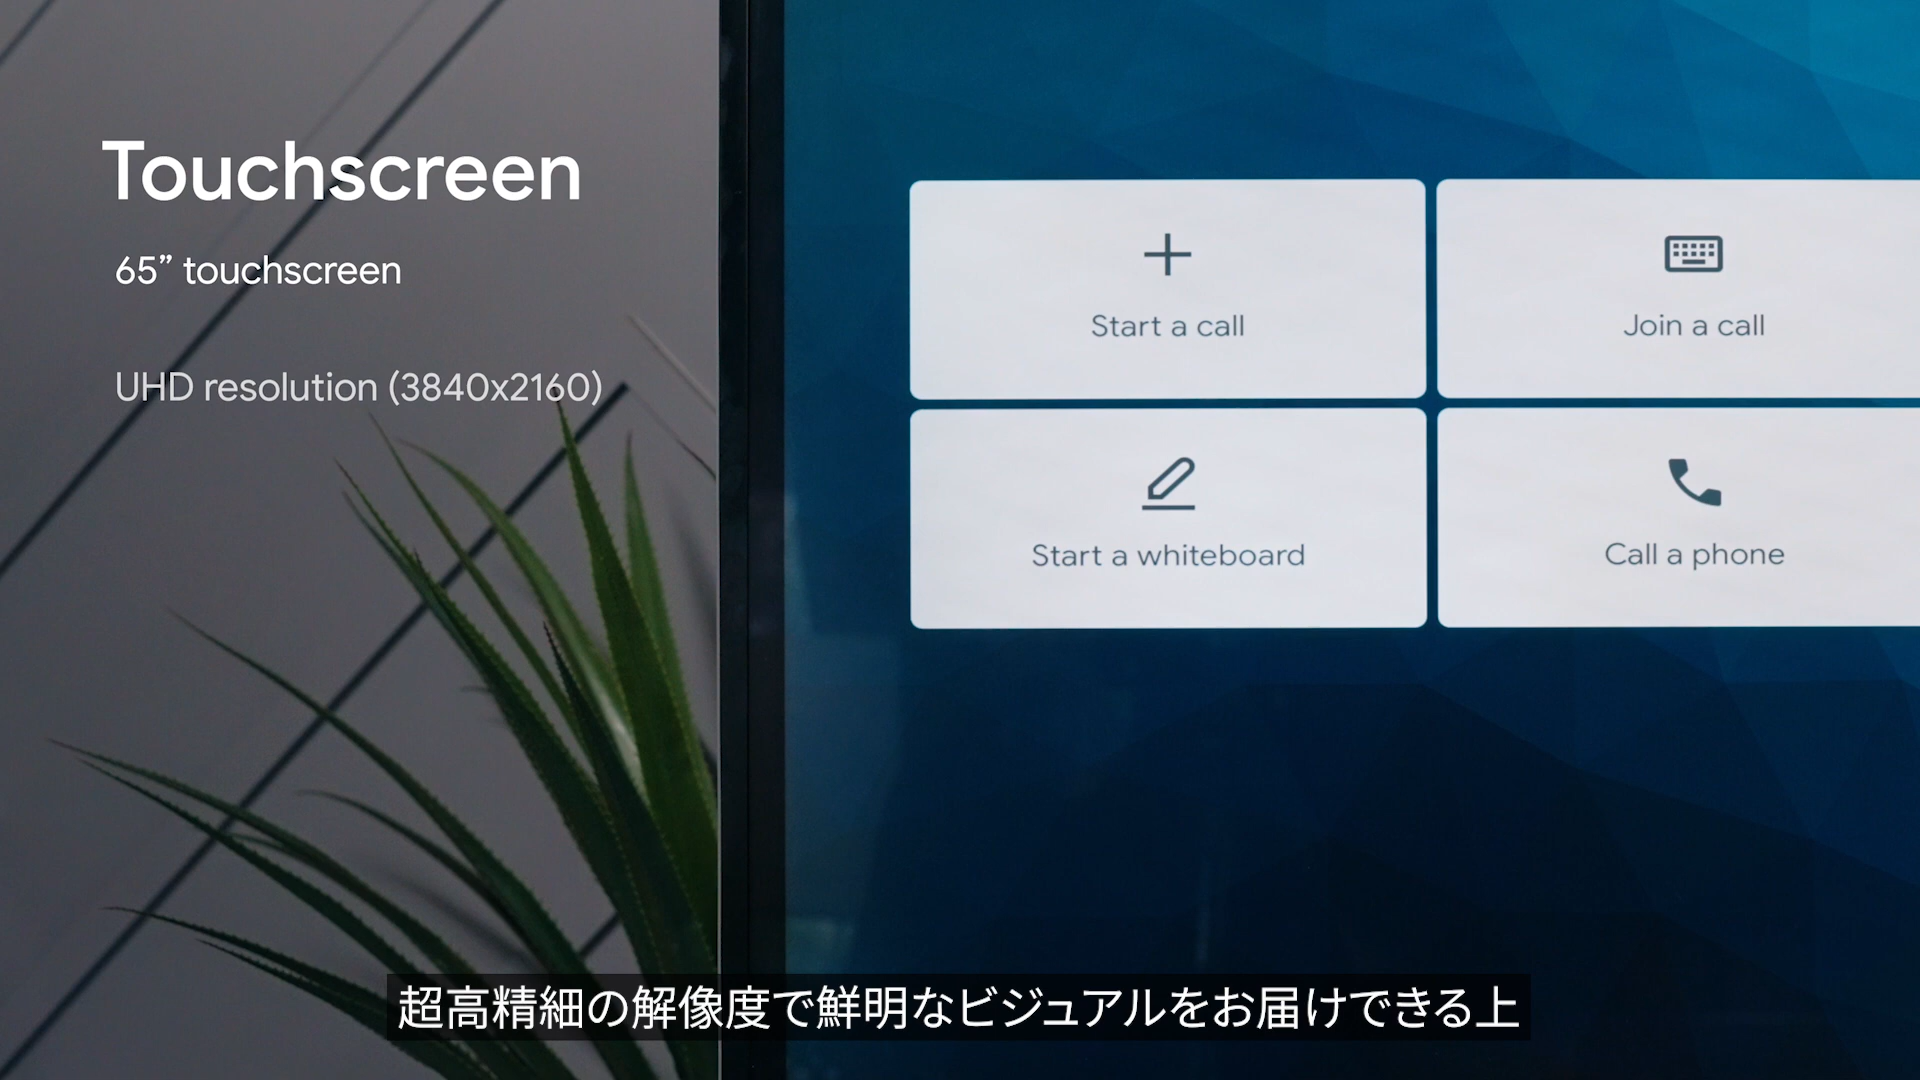 Touchscreen
65” touchscreen
UHD resolution (3840x2160)
Start a call
Join a call
Start a whiteboard
Call a phone
超高精細の解像度で鮮明なビジュアルをお届けできる上